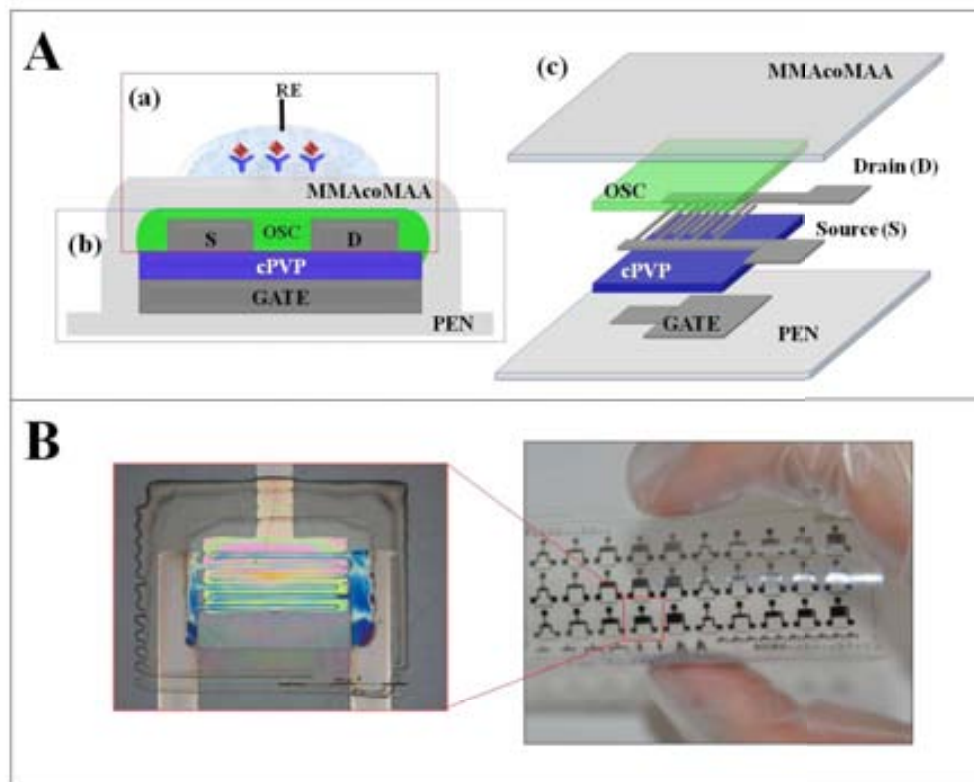 A
(a)
RE
MMAcoMAA
(b)
S
OSC
D
cPVP
GATE
PEN
(c)
MMAcoMAA
OSC
Drain (D)
Source (S)
cPVP
GATE
PEN
B